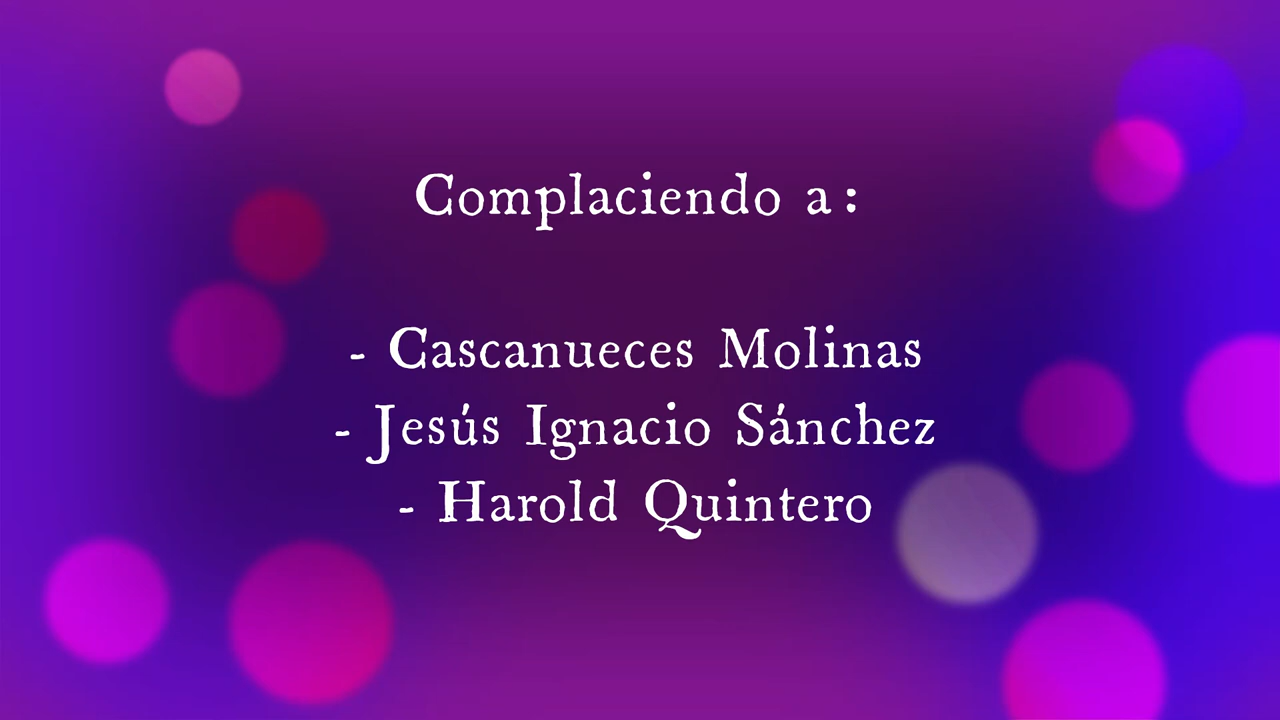 Complaciendo a:
- Cascanueces Molinas
- Jesús Ignacio Sánchez
- Harold Quintero